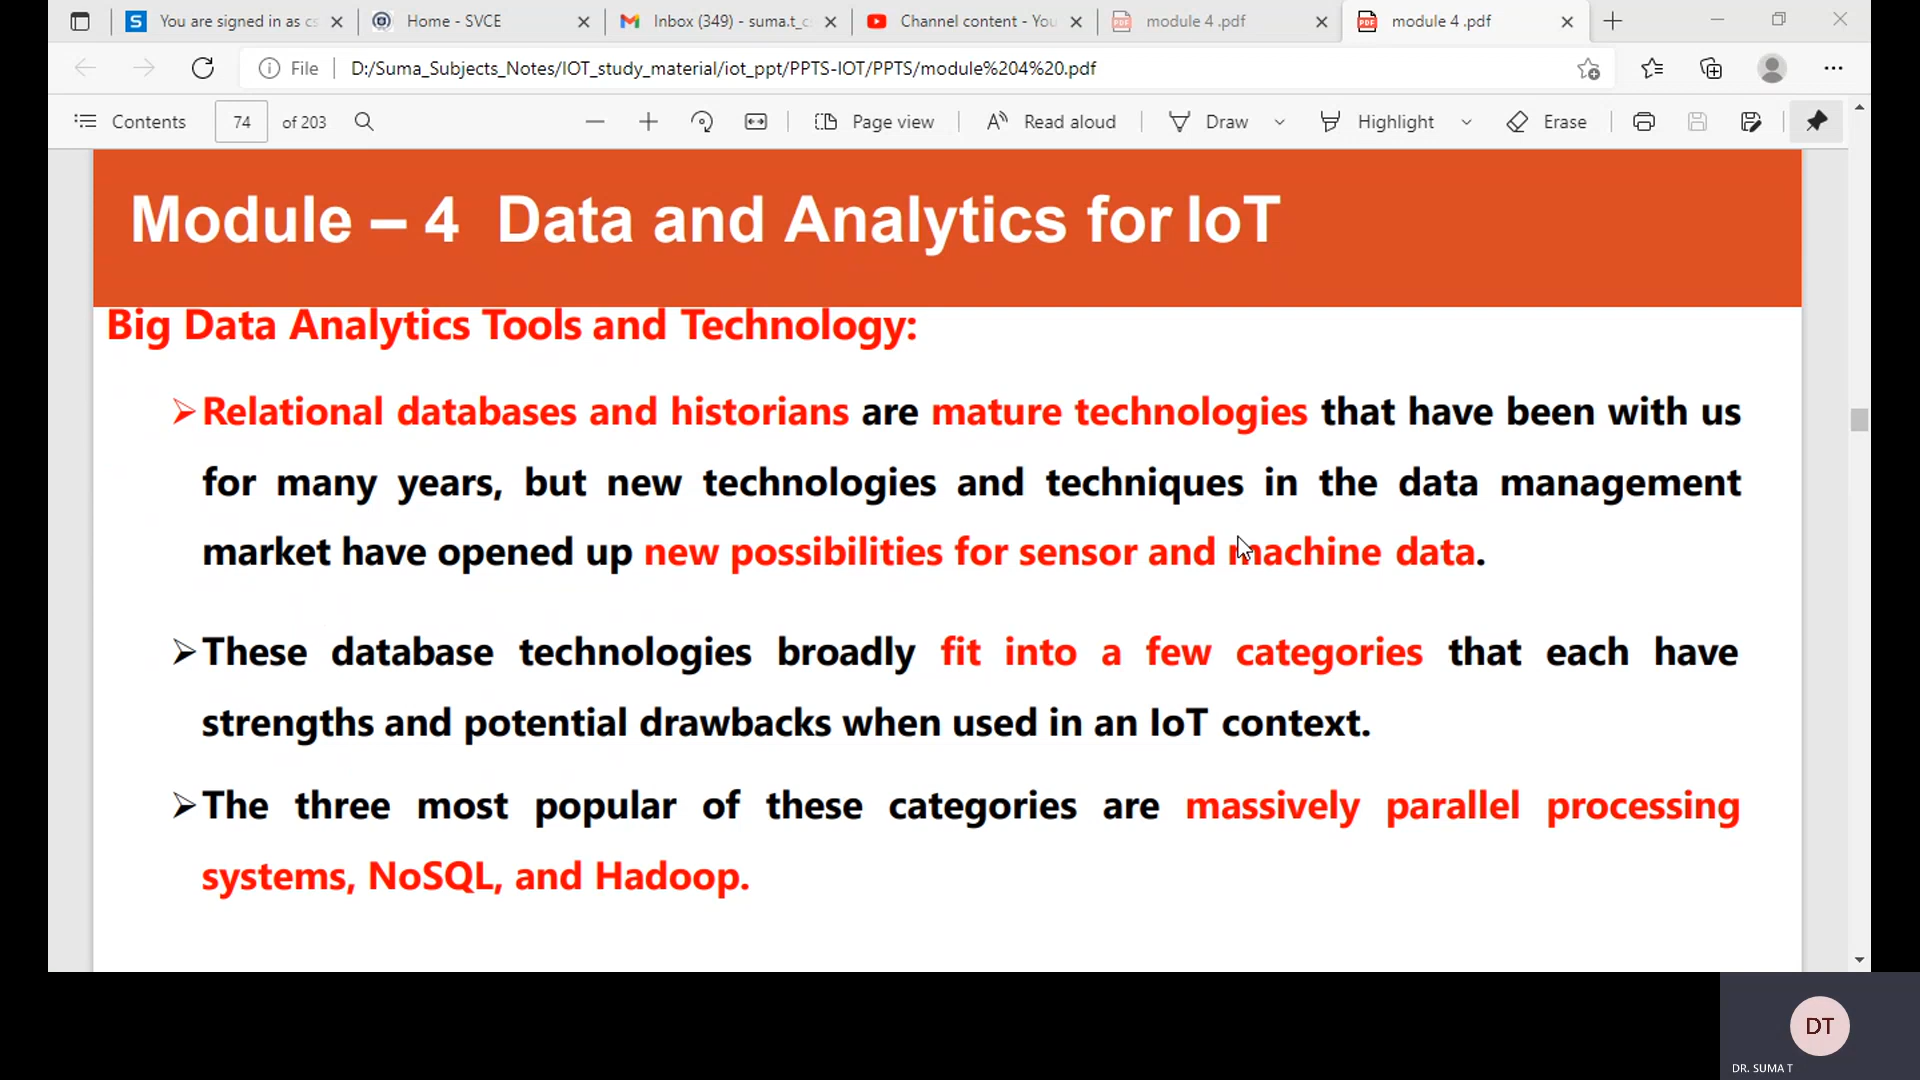 You are signed in as cs
Home - SVCE
Inbox (349) - suma.t_c
Channel content - You
module 4 .pdf
module 4 .pdf
File
D:/Suma_Subjects_Notes/IOT_study_material/iot_ppt/PPTS-IOT/PPTS/module%204%20.pdf
Contents
74
of 203
Page view
Read aloud
Draw
Highlight
Erase
Module – 4 Data and Analytics for IoT
Big Data Analytics Tools and Technology:
➢Relational databases and historians are mature technologies that have been with us
for many years, but new technologies and techniques in the data management
market have opened up new possibilities for sensor and machine data.
➢These database technologies broadly fit into a few categories that each have
strengths and potential drawbacks when used in an IoT context.
➢The three most popular of these categories are massively parallel processing
systems, NoSQL, and Hadoop.
DT
DR. SUMA T